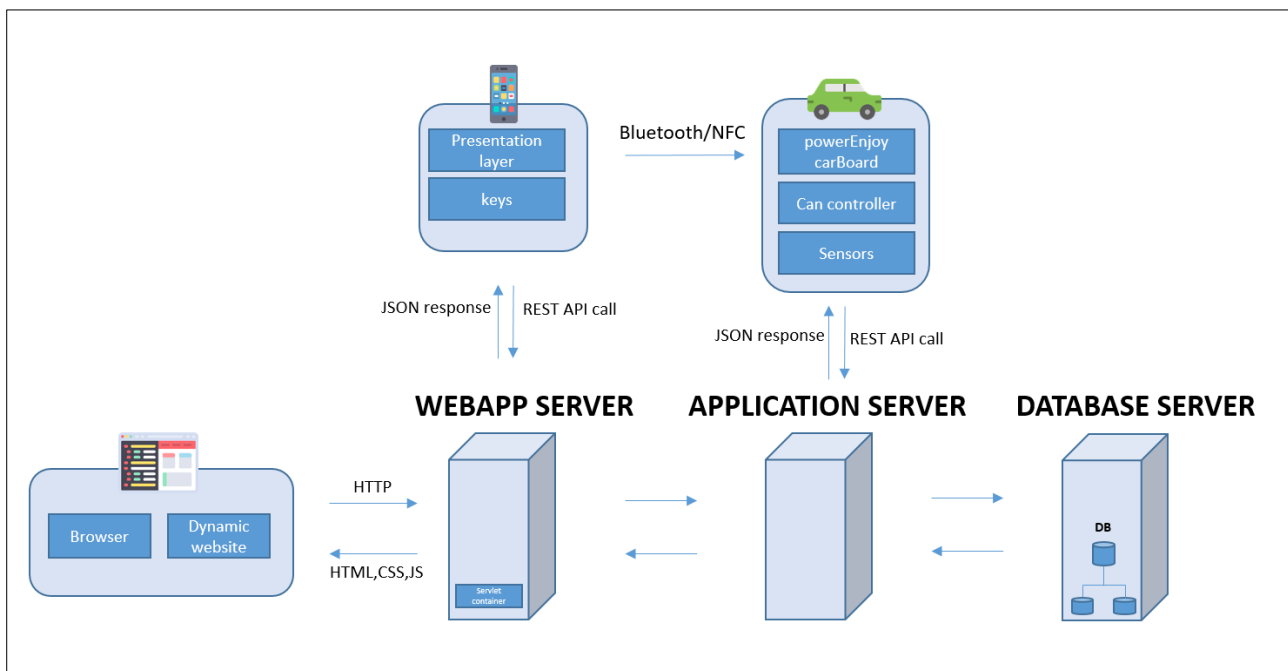 Presentation
layer
keys
Bluetooth/NFC
powerEnjoy
carBoard
Can controller
Sensors
JSON response
REST API call
JSON response
REST API call
WEBAPP SERVER
APPLICATION SERVER
DATABASE SERVER
Browser
Dynamic
website
HTTP
HTML,CSS,JS
Servlet
container
DB